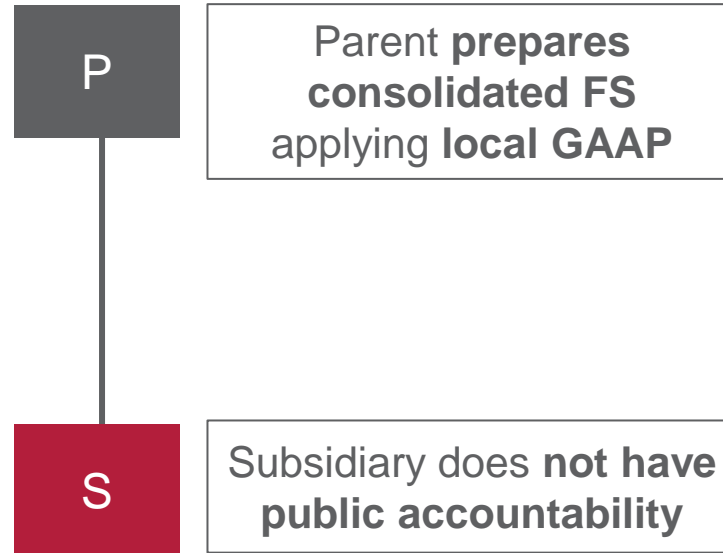 P
Parent prepares
consolidated FS
applying local GAAP
S
Subsidiary does not have
public accountability